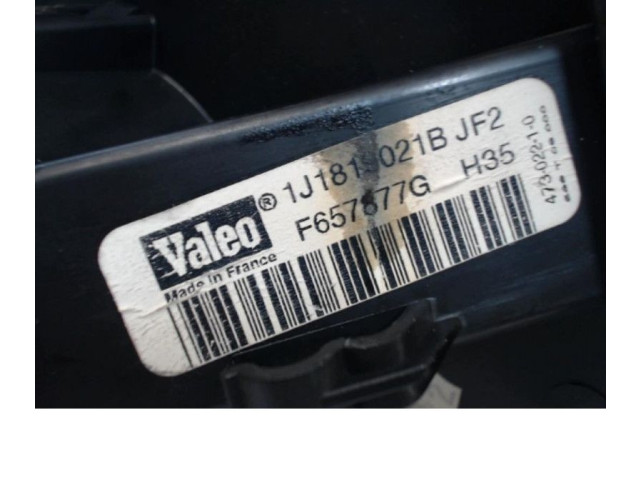 Valeo® 1J1819021B JF2
F657877G H35
Made in France
473-022-1-0